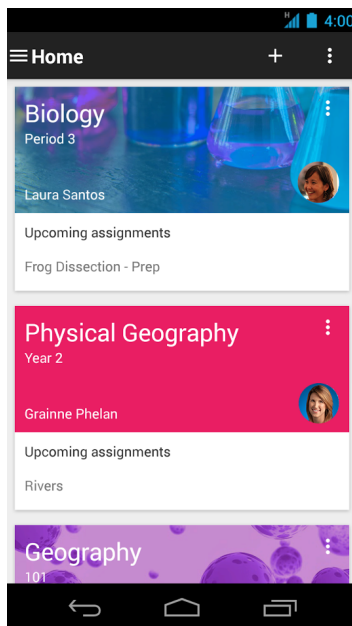 H
4:00
Home
Biology
Period 3
Laura Santos
Upcoming assignments
Frog Dissection - Prep
Physical Geography
Year 2
Grainne Phelan
Upcoming assignments
Rivers
Geography
101